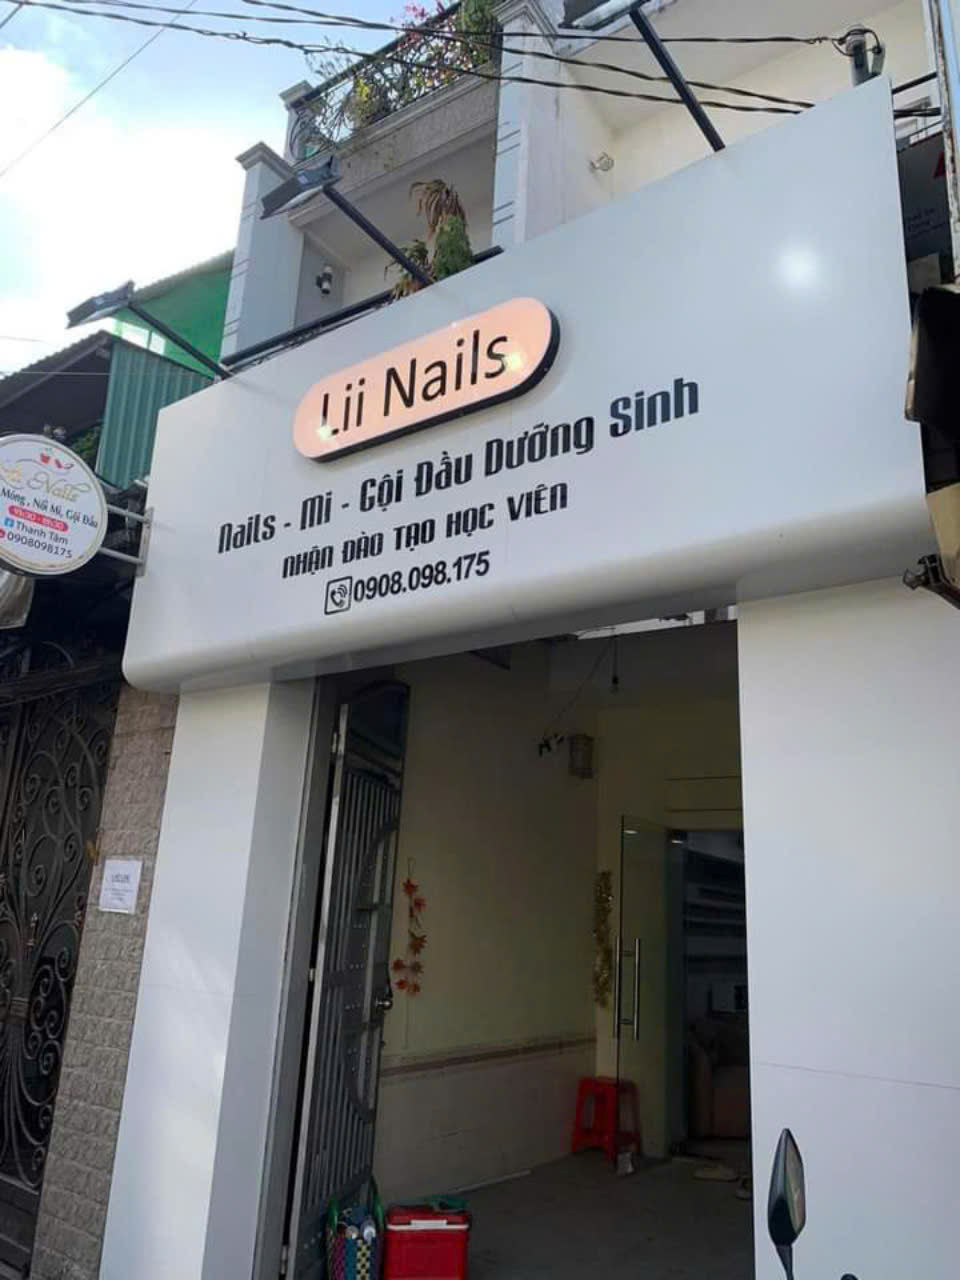 Lii Nails
Nails - Mi - Gội Đầu Dưỡng Sinh
NHẬN ĐÀO TẠO HỌC VIÊN
0908.098.175
Nails
Móng, Nối Mi, Gội Đầu
Thanh Tâm
0908098175